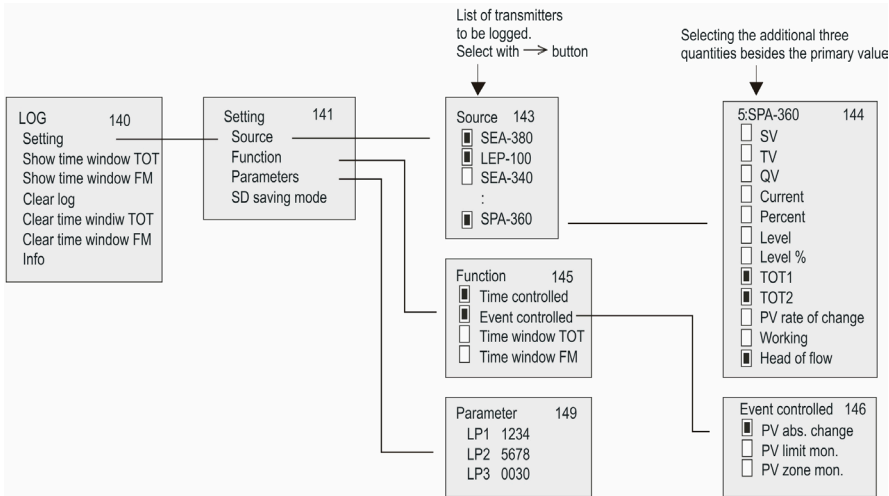 List of transmitters
to be logged.
Select with → button
Selecting the additional three
quantities besides the primary value
LOG 140
Setting
Show time window TOT
Show time window FM
Clear log
Clear time windiw TOT
Clear time window FM
Info
Setting 141
Source
Function
Parameters
SD saving mode
Source 143
SEA-380
LEP-100
SEA-340
:
SPA-360
5:SPA-360 144
SV
TV
QV
Current
Percent
Level
Level %
TOT1
TOT2
PV rate of change
Working
Head of flow
Function 145
Time controlled
Event controlled
Time window TOT
Time window FM
Parameter 149
LP1 1234
LP2 5678
LP3 0030
Event controlled 146
PV abs. change
PV limit mon.
PV zone mon.